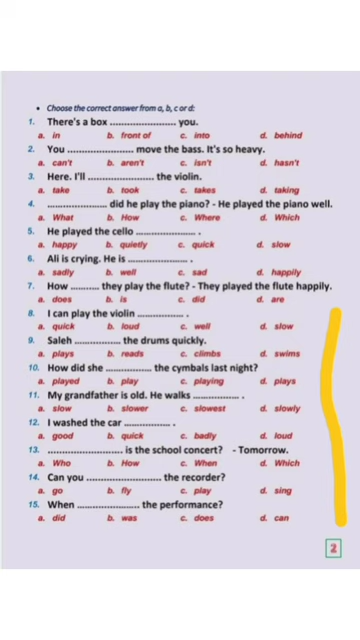 • Choose the correct answer from a, b, c or d:
1. There's a box ........................ you.
a. in b. front of c. into d. behind
2. You ........................ move the bass. It's so heavy.
a. can't b. aren't c. isn't d. hasn't
3. Here. I'll ........................ the violin.
a. take b. took c. takes d. taking
4. ........................ did he play the piano? - He played the piano well.
a. What b. How c. Where d. Which
5. He played the cello ........................ .
a. happy b. quietly c. quick d. slow
6. Ali is crying. He is .................... .
a. sadly b. well c. sad d. happily
7. How ............ they play the flute? - They played the flute happily.
a. does b. is c. did d. are
8. I can play the violin ................ .
a. quick b. loud c. well d. slow
9. Saleh ................ the drums quickly.
a. plays b. reads c. climbs d. swims
10. How did she ................ the cymbals last night?
a. played b. play c. playing d. plays
11. My grandfather is old. He walks ................ .
a. slow b. slower c. slowest d. slowly
12. I washed the car ................ .
a. good b. quick c. badly d. loud
13. ........................ is the school concert? - Tomorrow.
a. Who b. How c. When d. Which
14. Can you ........................ the recorder?
a. go b. fly c. play d. sing
15. When .................... the performance?
a. did b. was c. does d. can
2